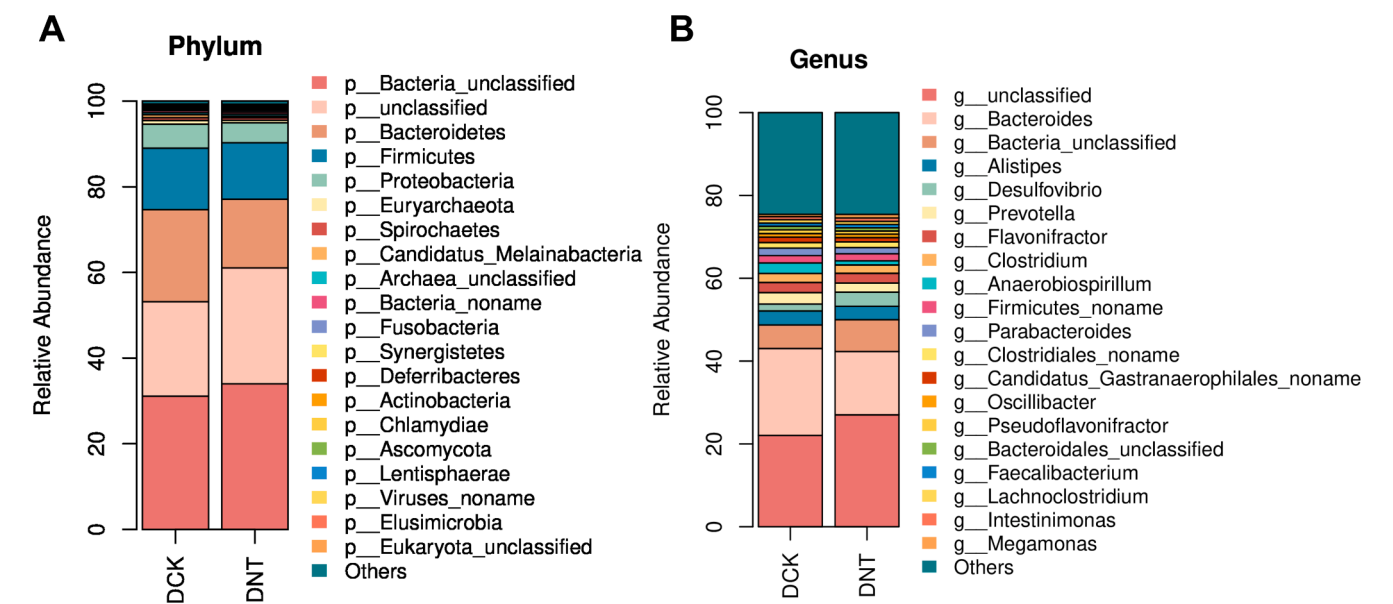 A
Phylum
Relative Abundance
0
20
40
60
80
100
DCK
DNT
p__Bacteria_unclassified
p__unclassified
p__Bacteroidetes
p__Firmicutes
p__Proteobacteria
p__Euryarchaeota
p__Spirochaetes
p__Candidatus_Melainabacteria
p__Archaea_unclassified
p__Bacteria_noname
p__Fusobacteria
p__Synergistetes
p__Deferribacteres
p__Actinobacteria
p__Chlamydiae
p__Ascomycota
p__Lentisphaerae
p__Viruses_noname
p__Elusimicrobia
p__Eukaryota_unclassified
Others
B
Genus
Relative Abundance
0
20
40
60
80
100
DCK
DNT
g__unclassified
g__Bacteroides
g__Bacteria_unclassified
g__Alistipes
g__Desulfovibrio
g__Prevotella
g__Flavonifractor
g__Clostridium
g__Anaerobiospirillum
g__Firmicutes_noname
g__Parabacteroides
g__Clostridiales_noname
g__Candidatus_Gastranaerophilales_noname
g__Oscillibacter
g__Pseudoflavonifractor
g__Bacteroidales_unclassified
g__Faecalibacterium
g__Lachnoclostridium
g__Intestinimonas
g__Megamonas
Others